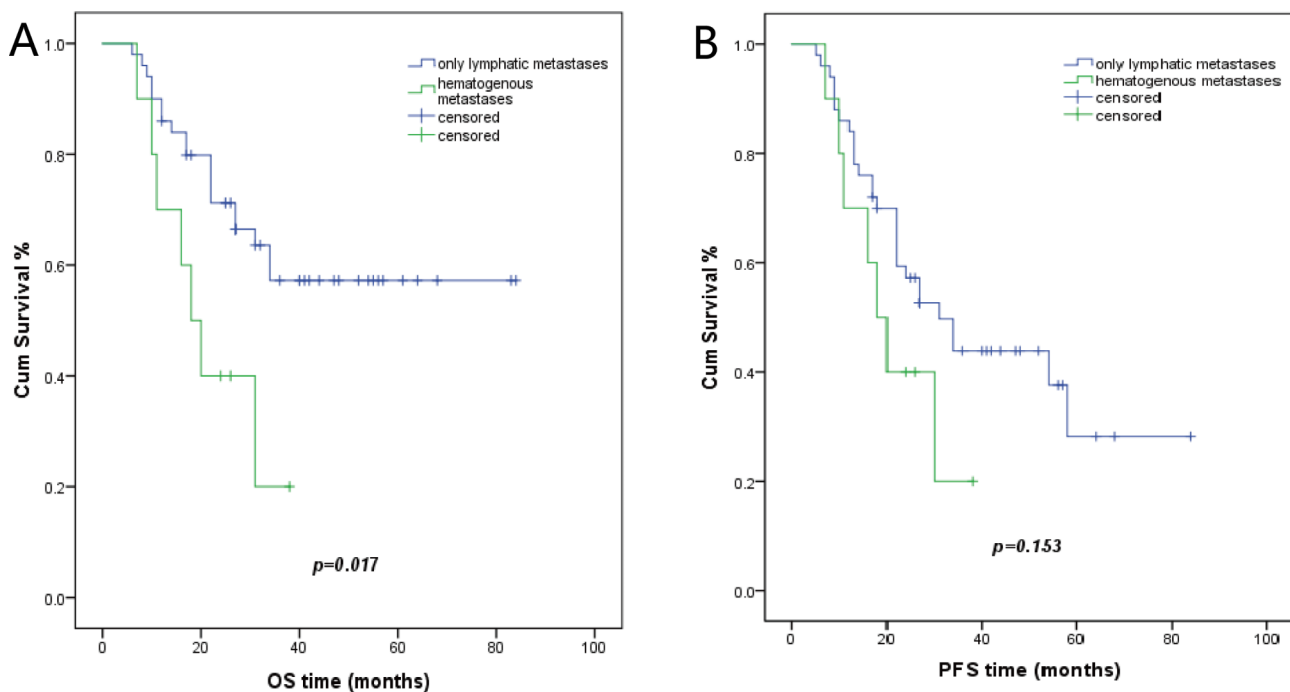 A
Cum Survival %
1.0
0.8
0.6
0.4
0.2
0.0
only lymphatic metastases
hematogenous
metastases
censored
censored
p=0.017
0 20 40 60 80 100
OS time (months)
B
Cum Survival %
1.0
0.8
0.6
0.4
0.2
0.0
only lymphatic metastases
hematogenous metastases
censored
censored
p=0.153
0 20 40 60 80 100
PFS time (months)